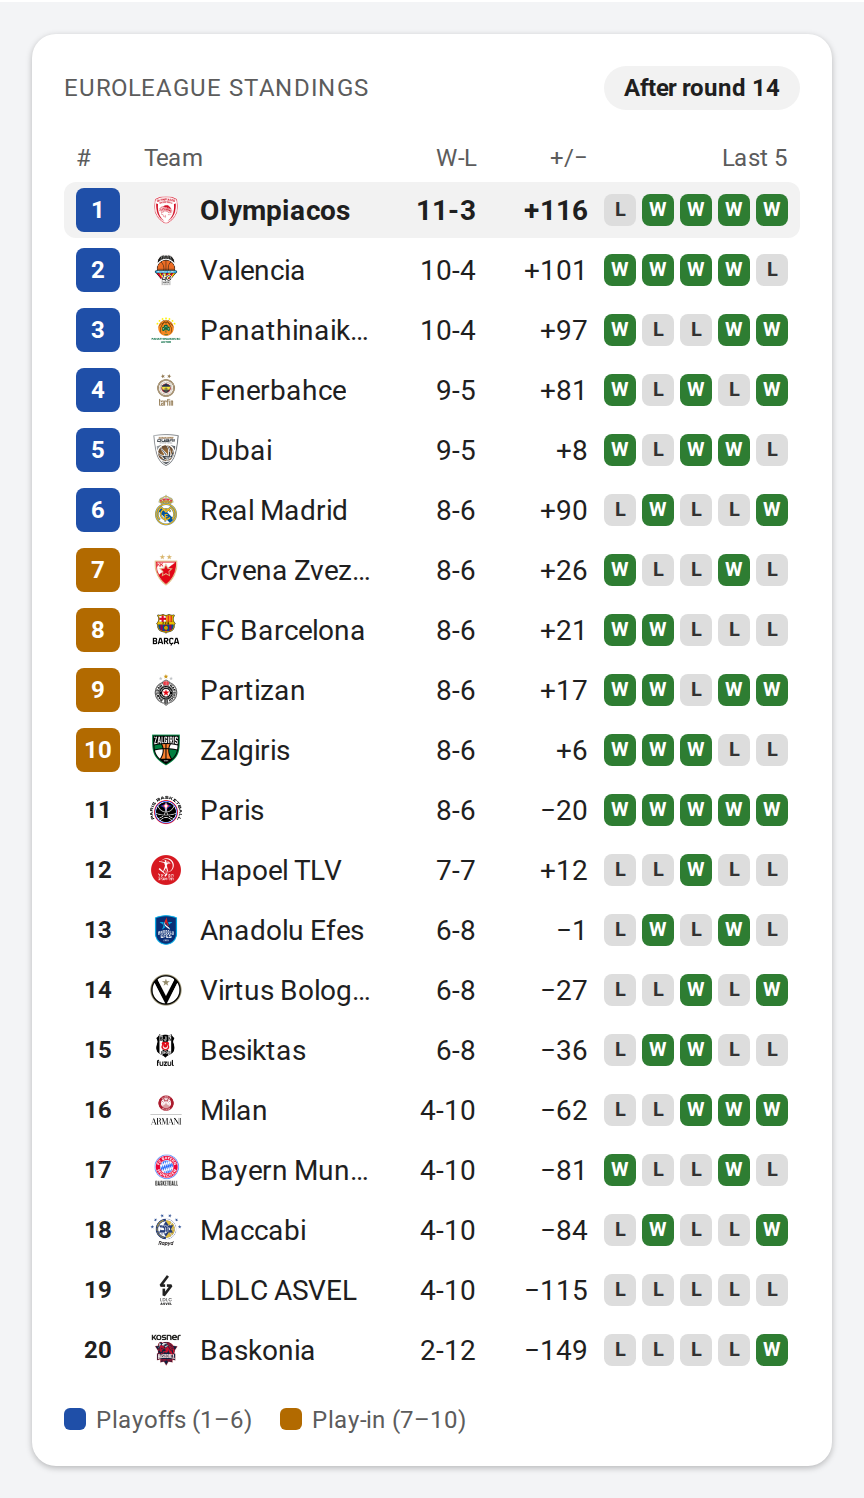 EUROLEAGUE STANDINGS After round 14
# Team W-L +/− Last 5
1 Olympiacos 11-3 +116 L W W W W
2 Valencia 10-4 +101 W W W W L
3 Panathinaik... 10-4 +97 W L L W W
4 Fenerbahce 9-5 +81 W L W L W
5 Dubai 9-5 +8 W L W W L
6 Real Madrid 8-6 +90 L W L L W
7 Crvena Zvez... 8-6 +26 W L L W L
8 BARÇA FC Barcelona 8-6 +21 W W L L L
9 Partizan 8-6 +17 W W L W W
10 ZALGIRIS Zalgiris 8-6 +6 W W W L L
11 Paris 8-6 −20 W W W W W
12 Hapoel TLV 7-7 +12 L L W L L
13 Anadolu Efes 6-8 −1 L W L W L
14 Virtus Bolog... 6-8 −27 L L W L W
15 fuzul Besiktas 6-8 −36 L W W L L
16 ARMANI Milan 4-10 −62 L L W W W
17 Bayern Mun... 4-10 −81 W L L W L
18 Maccabi 4-10 −84 L W L L W
19 LDLC ASVEL 4-10 −115 L L L L L
20 kosner Baskonia 2-12 −149 L L L L W
Playoffs (1–6) Play-in (7–10)